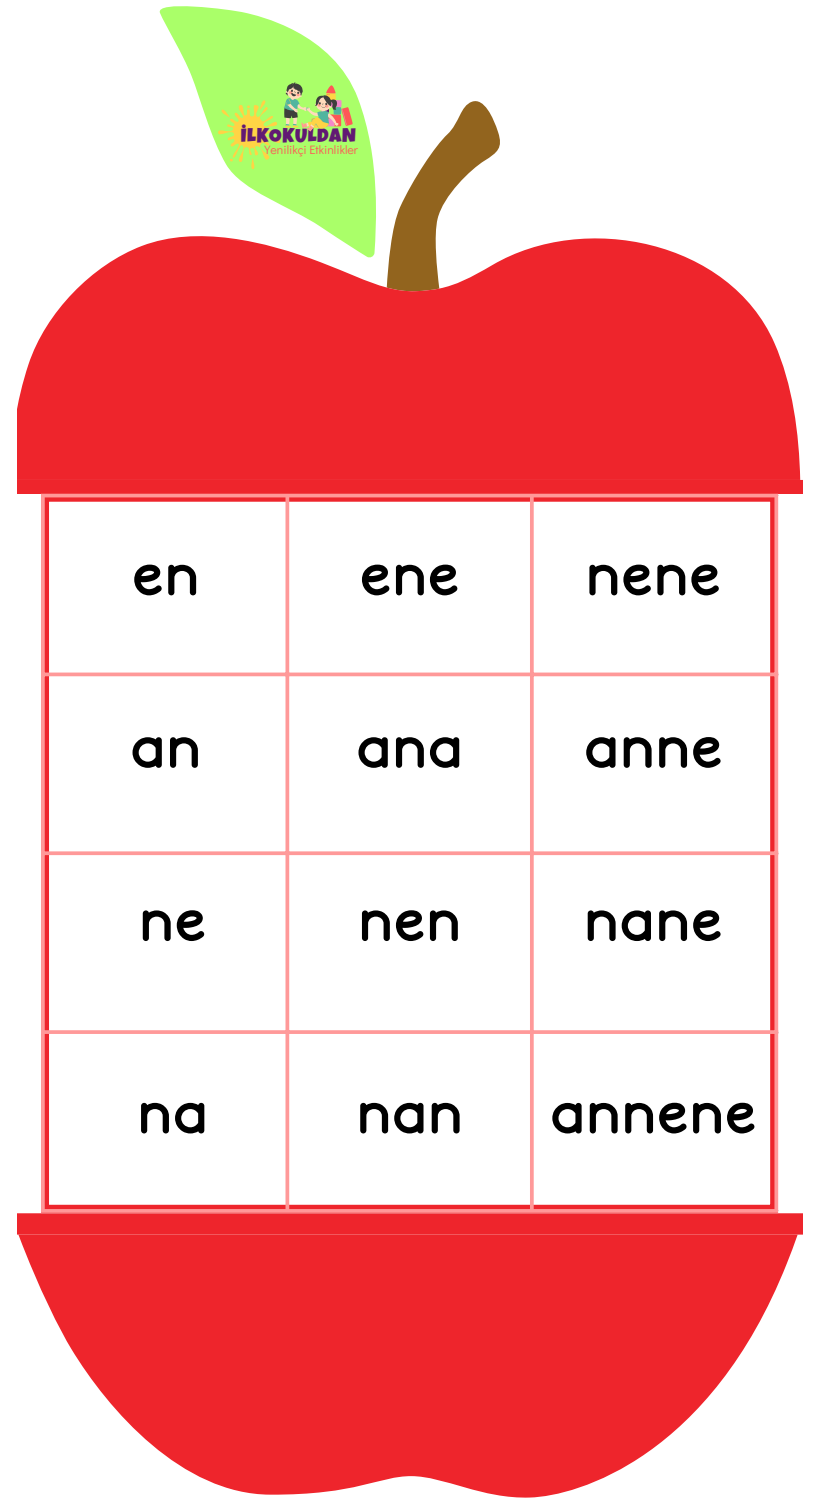 İLKOKULDAN
Yenilikçi Etkinlikler
en ene nene
an ana anne
ne nen nane
na nan annene